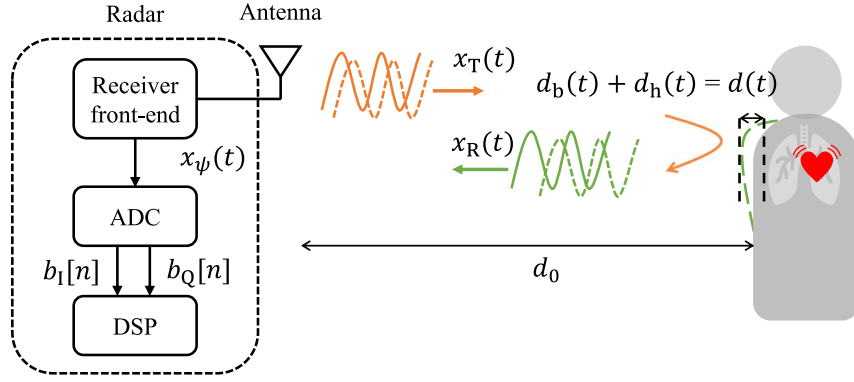 Radar
Antenna
Receiver
front-end
x_T(t)
d_b(t) + d_h(t) = d(t)
x_R(t)
x_ψ(t)
ADC
b_I[n]
b_Q[n]
d_0
DSP